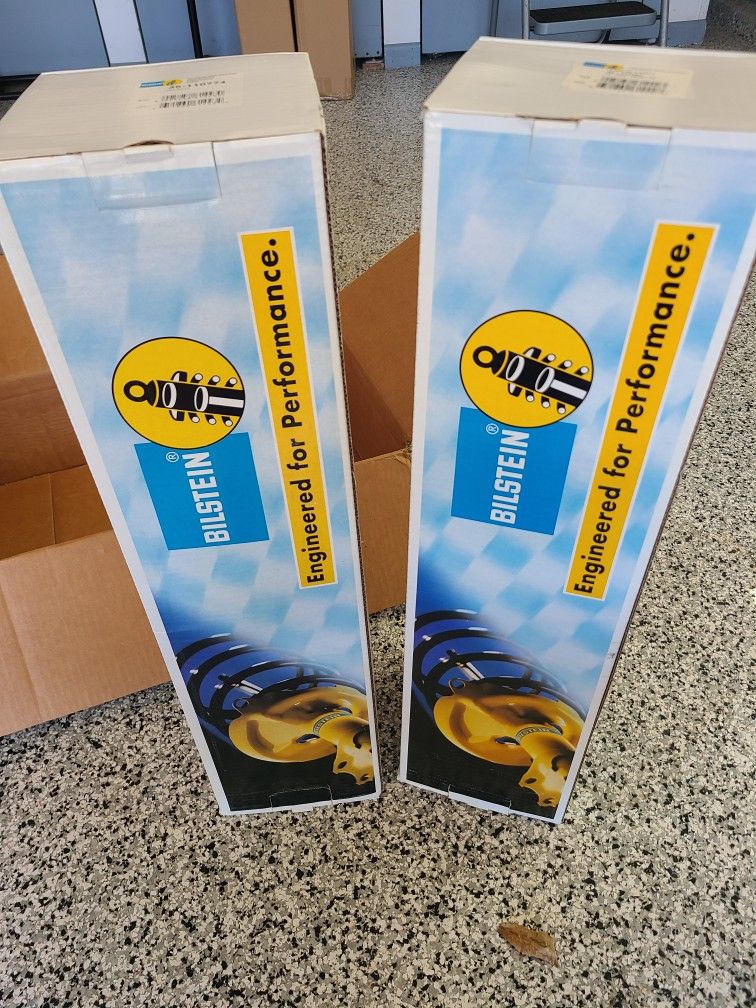 BILSTEIN®
Engineered for Performance.
BILSTEIN®
Engineered for Performance.